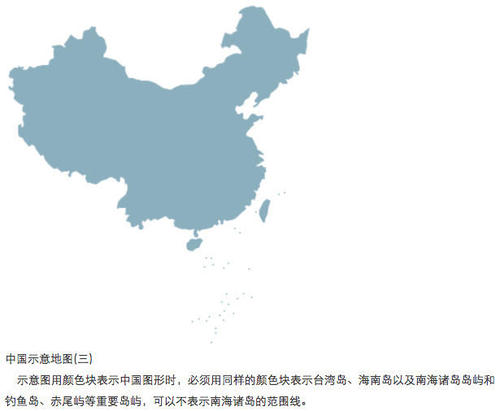 中国示意地图(三)
示意图用颜色块表示中国图形时，必须用同样的颜色块表示台湾岛、海南岛以及南海诸岛岛屿和
钓鱼岛、赤尾屿等重要岛屿，可以不表示南海诸岛的范围线。